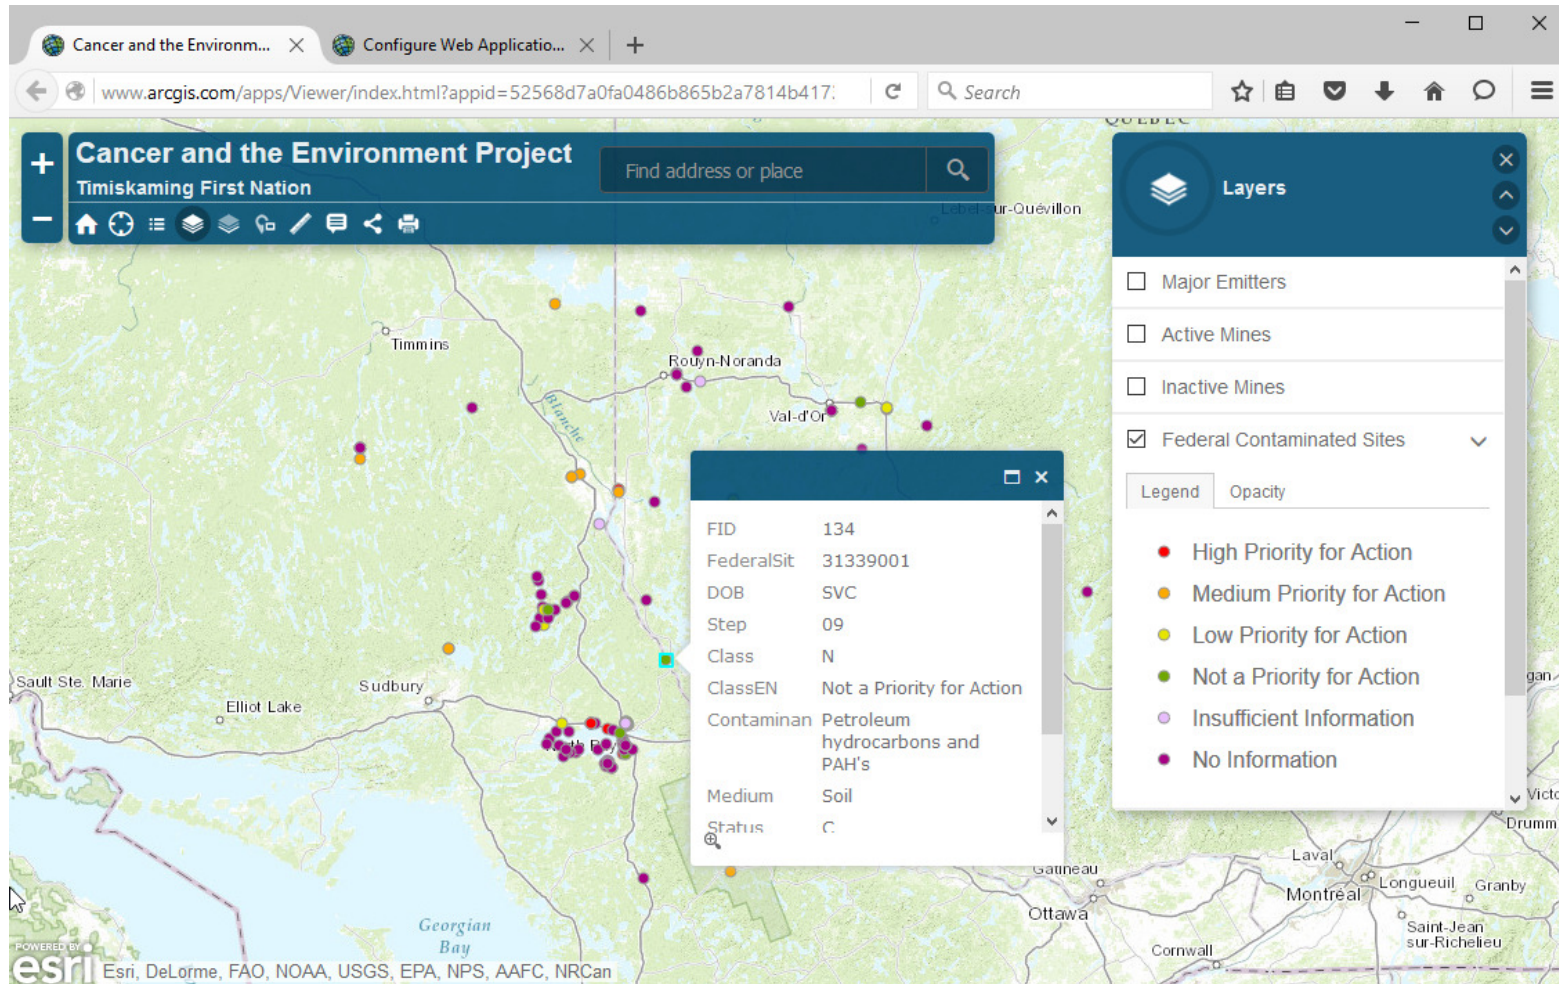 Cancer and the Environm...
Configure Web Applicatio...
www.arcgis.com/apps/Viewer/index.html?appid=52568d7a0fa0486b865b2a7814b417
Search
QUEBEC
Cancer and the Environment Project
Timiskaming First Nation
Find address or place
Layers
Lebel-sur-Quévillon
Major Emitters
Active Mines
Inactive Mines
Federal Contaminated Sites
Legend
Opacity
High Priority for Action
Medium Priority for Action
Low Priority for Action
Not a Priority for Action
Insufficient Information
No Information
Timmins
Rouyn-Noranda
Val-d'Or
Blanche
FID 134
FederalSit 31339001
DOB SVC
Step 09
Class N
ClassEN Not a Priority for Action
Contaminan Petroleum
hydrocarbons and
PAH's
Medium Soil
Status C
Sault Ste. Marie
Elliot Lake
Sudbury
gan
Victo
Drumm
Gatineau
Ottawa
Laval
Montréal
Longueuil
Granby
Saint-Jean
sur-Richelieu
Cornwall
Georgian
Bay
POWERED BY
esri
Esri, DeLorme, FAO, NOAA, USGS, EPA, NPS, AAFC, NRCan